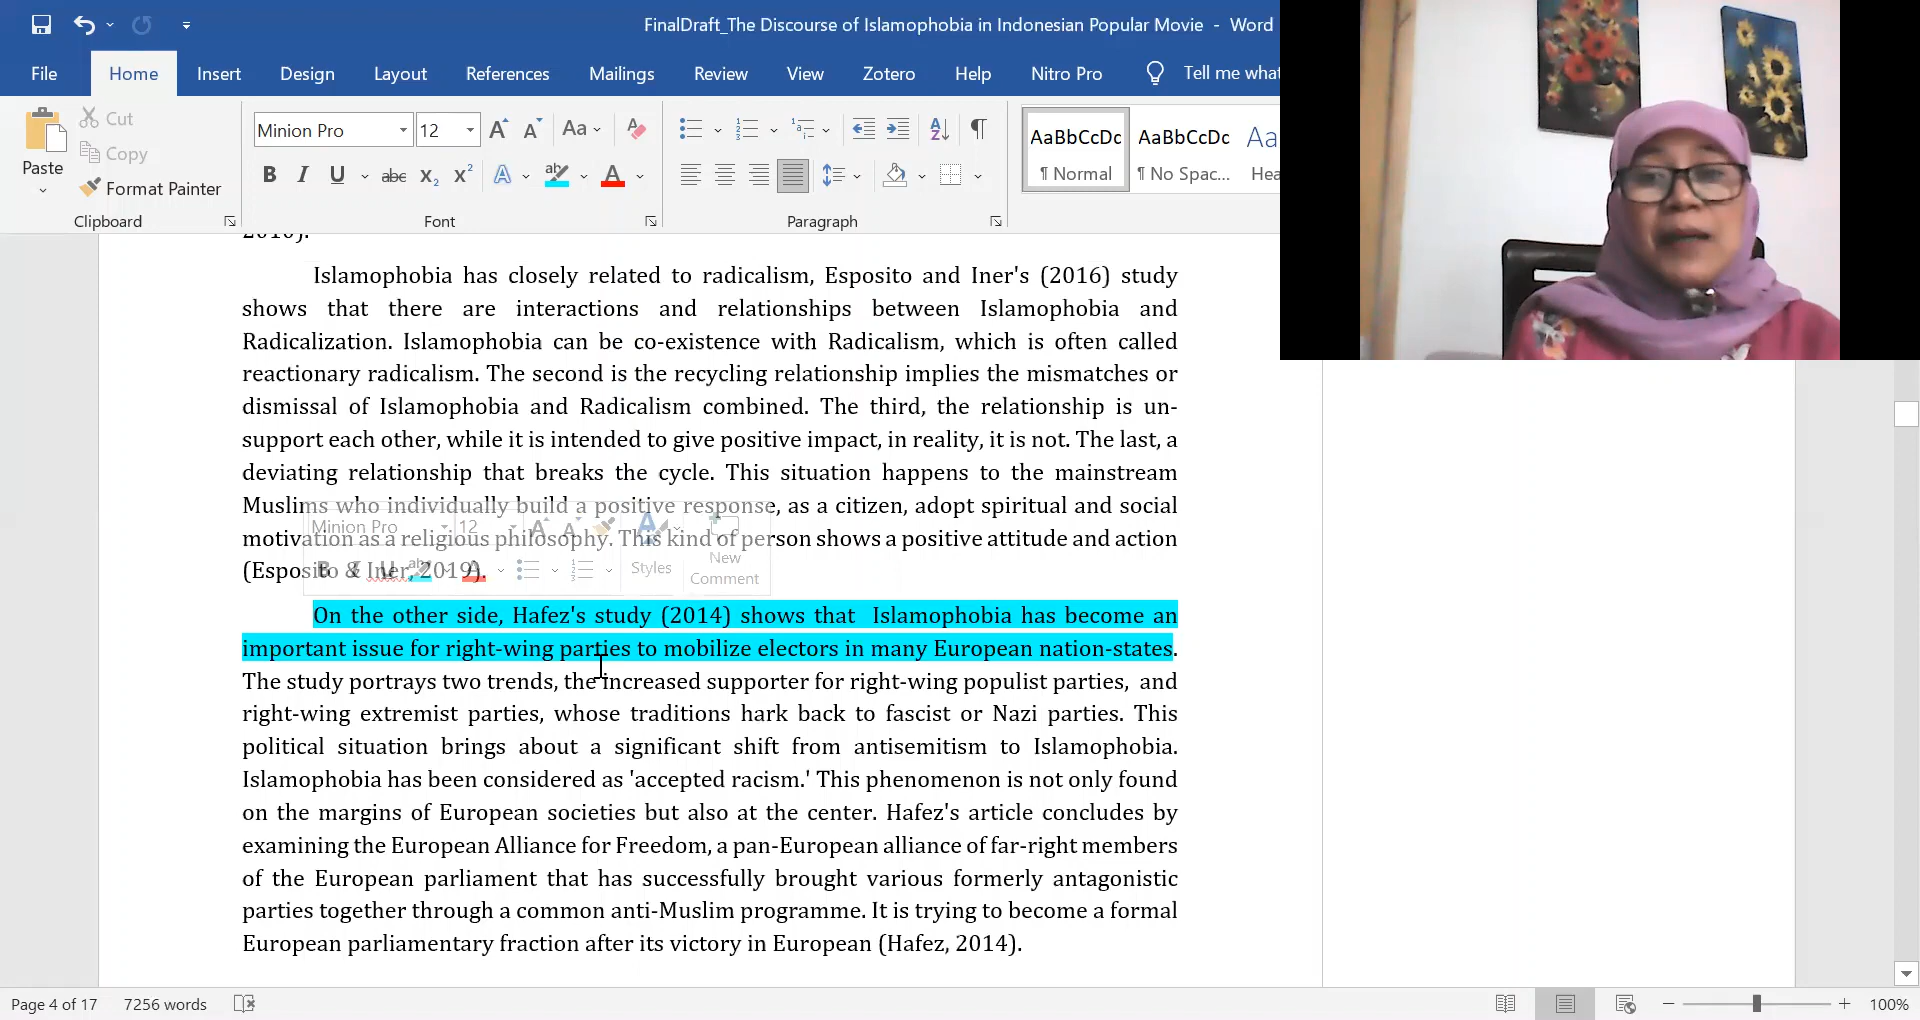 FinalDraft_The Discourse of Islamophobia in Indonesian Popular Movie - Word
File Home Insert Design Layout References Mailings Review View Zotero Help Nitro Pro Tell me what
Paste
Cut
Copy
Format Painter
Clipboard
Minion Pro 12
Aa
B I U abc X₂ X²
Font
Paragraph
AaBbCcDc AaBbCcDc Aa
¶ Normal ¶ No Spac... Hea
2016).
Islamophobia has closely related to radicalism, Esposito and Iner's (2016) study
shows that there are interactions and relationships between Islamophobia and
Radicalization. Islamophobia can be co-existence with Radicalism, which is often called
reactionary radicalism. The second is the recycling relationship implies the mismatches or
dismissal of Islamophobia and Radicalism combined. The third, the relationship is un-
support each other, while it is intended to give positive impact, in reality, it is not. The last, a
deviating relationship that breaks the cycle. This situation happens to the mainstream
Muslims who individually build a positive response, as a citizen, adopt spiritual and social
motivation as a religious philosophy. This kind of person shows a positive attitude and action
(Esposito & Iner, 2019).
Minion Pro 12
B I U
Styles
New
Comment
On the other side, Hafez's study (2014) shows that Islamophobia has become an
important issue for right-wing parties to mobilize electors in many European nation-states.
The study portrays two trends, the increased supporter for right-wing populist parties, and
right-wing extremist parties, whose traditions hark back to fascist or Nazi parties. This
political situation brings about a significant shift from antisemitism to Islamophobia.
Islamophobia has been considered as 'accepted racism.' This phenomenon is not only found
on the margins of European societies but also at the center. Hafez's article concludes by
examining the European Alliance for Freedom, a pan-European alliance of far-right members
of the European parliament that has successfully brought various formerly antagonistic
parties together through a common anti-Muslim programme. It is trying to become a formal
European parliamentary fraction after its victory in European (Hafez, 2014).
Page 4 of 17 7256 words
100%